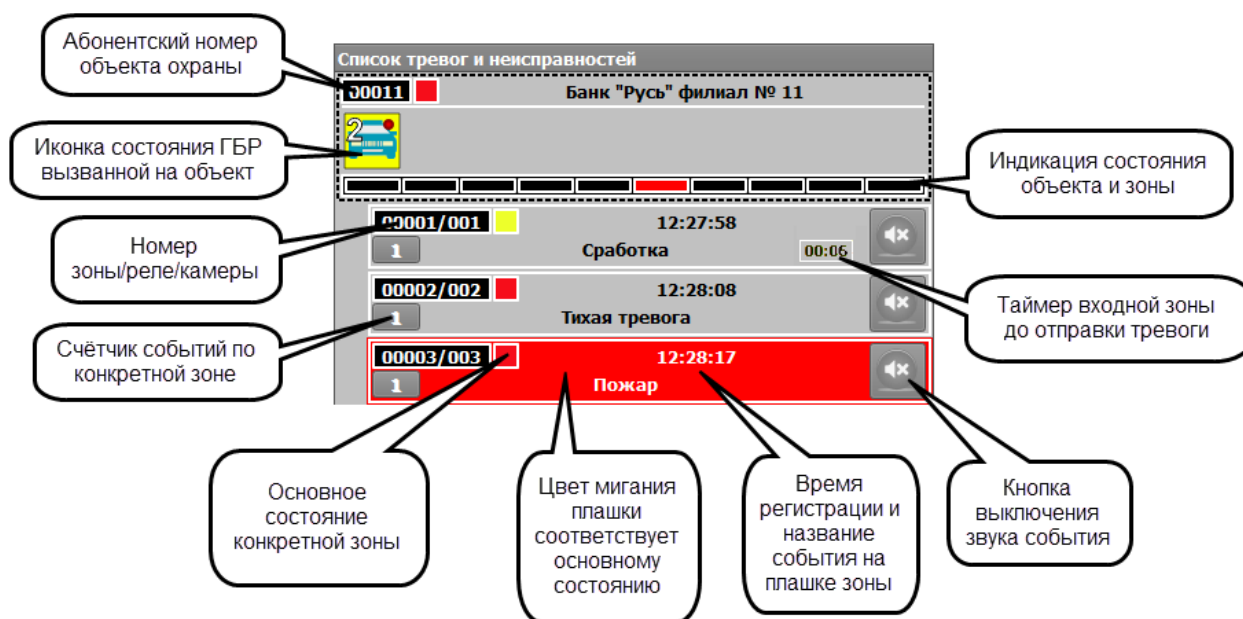 Абонентский номер
объекта охраны
Список тревог и неисправностей
00011
Банк "Русь" филиал № 11
2
Иконка состояния ГБР
вызванной на объект
Индикация состояния
объекта и зоны
00001/001
12:27:58
1
Сработка
00:06
Номер
зоны/реле/камеры
00002/002
12:28:08
1
Тихая тревога
Таймер входной зоны
до отправки тревоги
Счётчик событий по
конкретной зоне
00003/003
12:28:17
1
Пожар
Основное
состояние
конкретной зоны
Цвет мигания
плашки
соответствует
основному
состоянию
Время
регистрации и
название
события на
плашке зоны
Кнопка
выключения
звука события